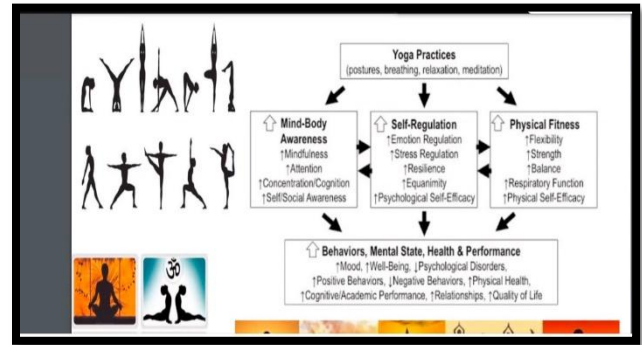 Yoga Practices
(postures, breathing, relaxation, meditation)
⇧ Mind-Body
Awareness
↑Mindfulness
↑Attention
↑Concentration/Cognition
↑Self/Social Awareness
⇧ Self-Regulation
↑Emotion Regulation
↑Stress Regulation
↑Resilience
↑Equanimity
↑Psychological Self-Efficacy
⇧ Physical Fitness
↑Flexibility
↑Strength
↑Balance
↑Respiratory Function
↑Physical Self-Efficacy
⇧ Behaviors, Mental State, Health & Performance
↑Mood, ↑Well-Being, ↓Psychological Disorders,
↑Positive Behaviors, ↓Negative Behaviors, ↑Physical Health,
↑Cognitive/Academic Performance, ↑Relationships, ↑Quality of Life
ॐ